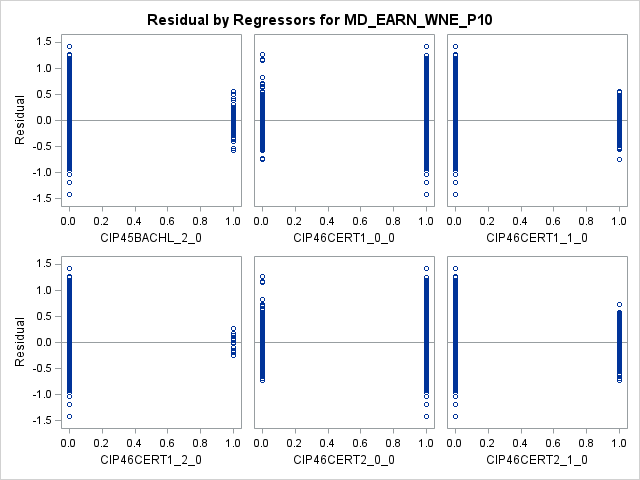 Residual by Regressors for MD_EARN_WNE_P10
1.5
1.0
0.5
0.0
-0.5
-1.0
-1.5
Residual
0.0 0.2 0.4 0.6 0.8 1.0
CIP45BACHL_2_0
0.0 0.2 0.4 0.6 0.8 1.0
CIP46CERT1_0_0
0.0 0.2 0.4 0.6 0.8 1.0
CIP46CERT1_1_0
1.5
1.0
0.5
0.0
-0.5
-1.0
-1.5
Residual
0.0 0.2 0.4 0.6 0.8 1.0
CIP46CERT1_2_0
0.0 0.2 0.4 0.6 0.8 1.0
CIP46CERT2_0_0
0.0 0.2 0.4 0.6 0.8 1.0
CIP46CERT2_1_0